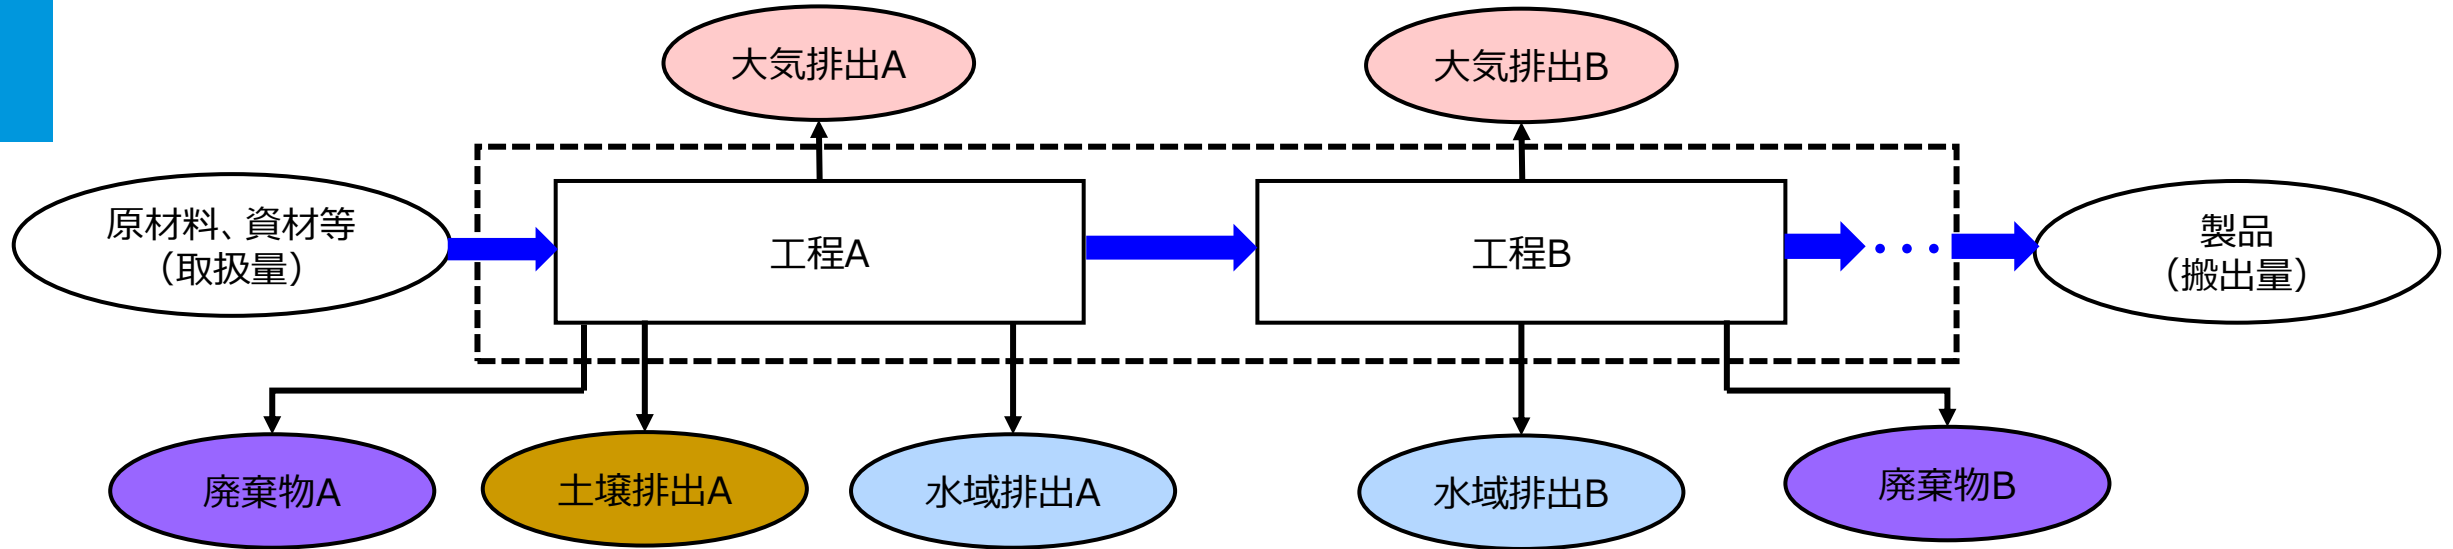 大気排出A
大気排出B
原材料、資材等
（取扱量）
工程A
工程B
・・・
製品
（搬出量）
廃棄物A
土壌排出A
水域排出A
水域排出B
廃棄物B